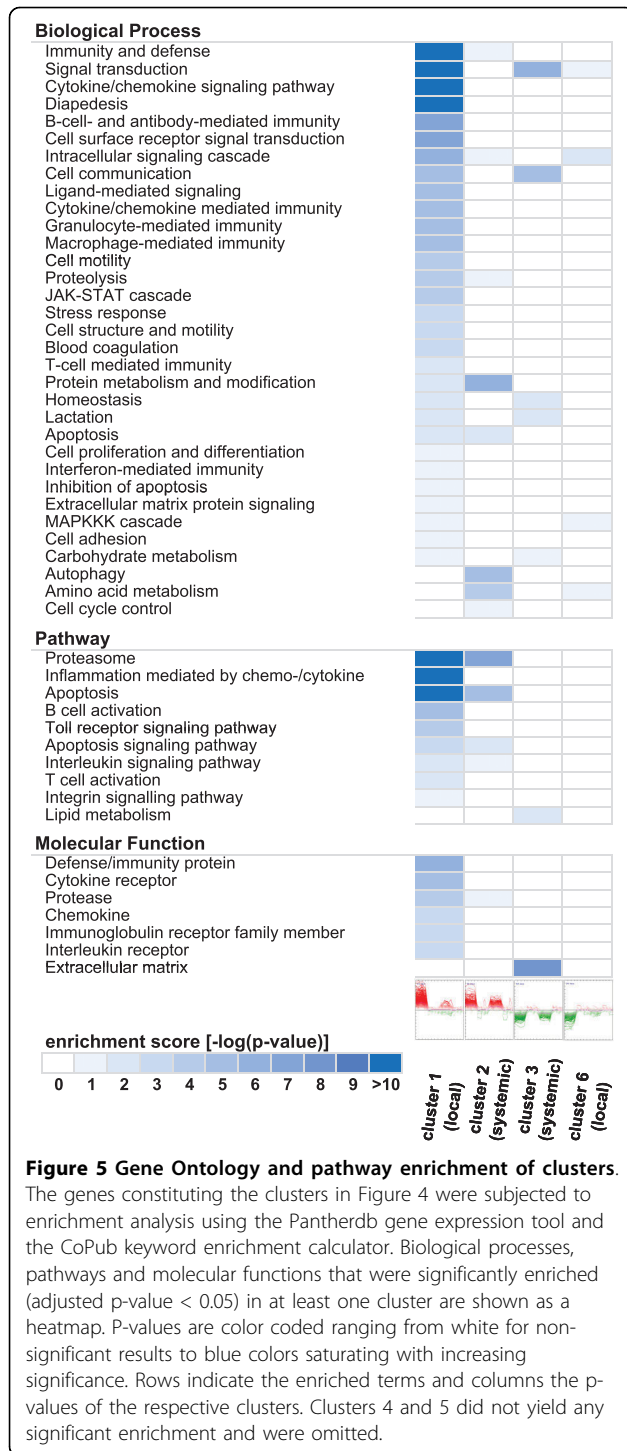 Biological Process
Immunity and defense
Signal transduction
Cytokine/chemokine signaling pathway
Diapedesis
B-cell- and antibody-mediated immunity
Cell surface receptor signal transduction
Intracellular signaling cascade
Cell communication
Ligand-mediated signaling
Cytokine/chemokine mediated immunity
Granulocyte-mediated immunity
Macrophage-mediated immunity
Cell motility
Proteolysis
JAK-STAT cascade
Stress response
Cell structure and motility
Blood coagulation
T-cell mediated immunity
Protein metabolism and modification
Homeostasis
Lactation
Apoptosis
Cell proliferation and differentiation
Interferon-mediated immunity
Inhibition of apoptosis
Extracellular matrix protein signaling
MAPKKK cascade
Cell adhesion
Carbohydrate metabolism
Autophagy
Amino acid metabolism
Cell cycle control
Pathway
Proteasome
Inflammation mediated by chemo-/cytokine
Apoptosis
B cell activation
Toll receptor signaling pathway
Apoptosis signaling pathway
Interleukin signaling pathway
T cell activation
Integrin signalling pathway
Lipid metabolism
Molecular Function
Defense/immunity protein
Cytokine receptor
Protease
Chemokine
Immunoglobulin receptor family member
Interleukin receptor
Extracellular matrix
enrichment score [-log(p-value)]
0 1 2 3 4 5 6 7 8 9 >10
cluster 1
(local)
cluster 2
(systemic)
cluster 3
(systemic)
cluster 6
(local)
Figure 5 Gene Ontology and pathway enrichment of clusters.
The genes constituting the clusters in Figure 4 were subjected to
enrichment analysis using the Pantherdb gene expression tool and
the CoPub keyword enrichment calculator. Biological processes,
pathways and molecular functions that were significantly enriched
(adjusted p-value < 0.05) in at least one cluster are shown as a
heatmap. P-values are color coded ranging from white for non-
significant results to blue colors saturating with increasing
significance. Rows indicate the enriched terms and columns the p-
values of the respective clusters. Clusters 4 and 5 did not yield any
significant enrichment and were omitted.